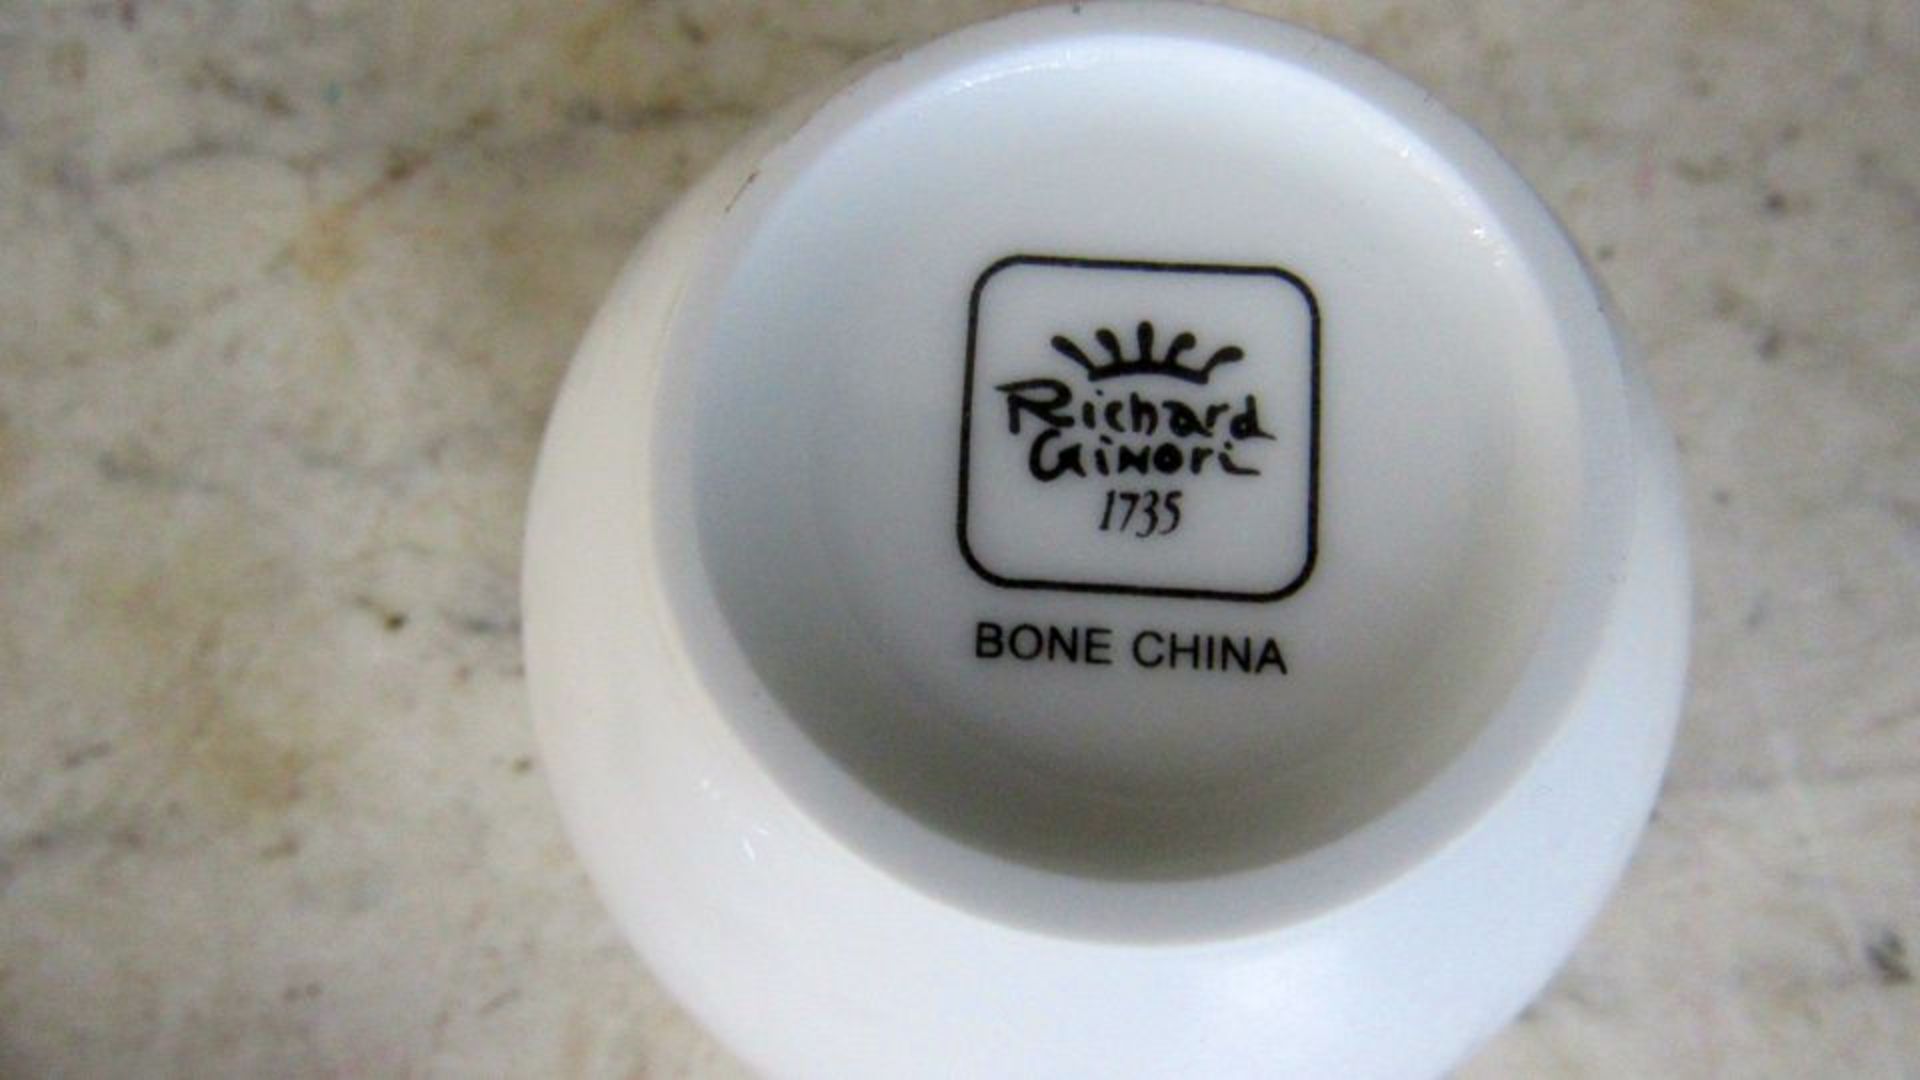 Richard
Ginori
1735
BONE CHINA